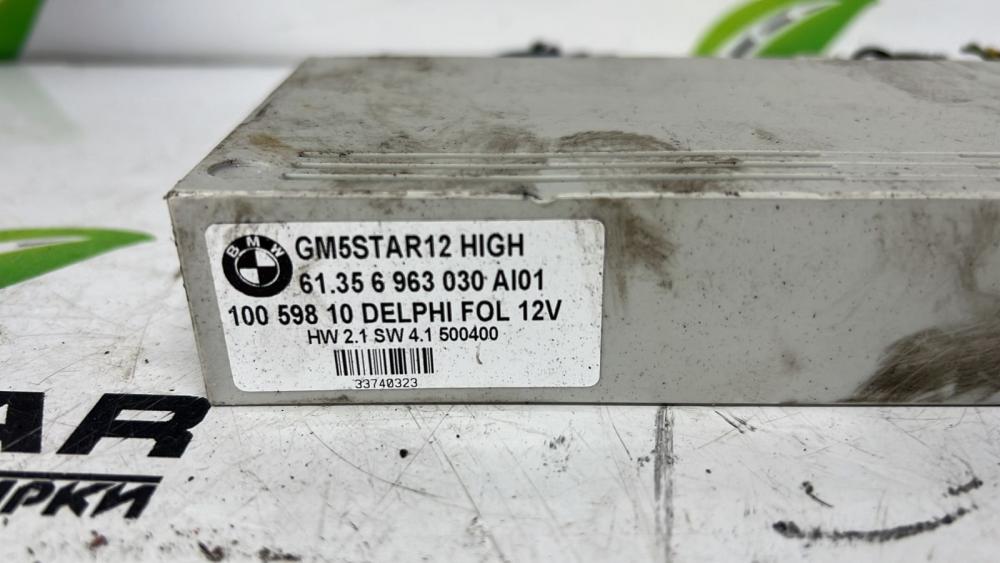 BMW
GM5STAR12 HIGH
61.35 6 963 030 AI01
100 598 10 DELPHI FOL 12V
HW 2.1 SW 4.1 500400
33740323
AR
ИРКИ